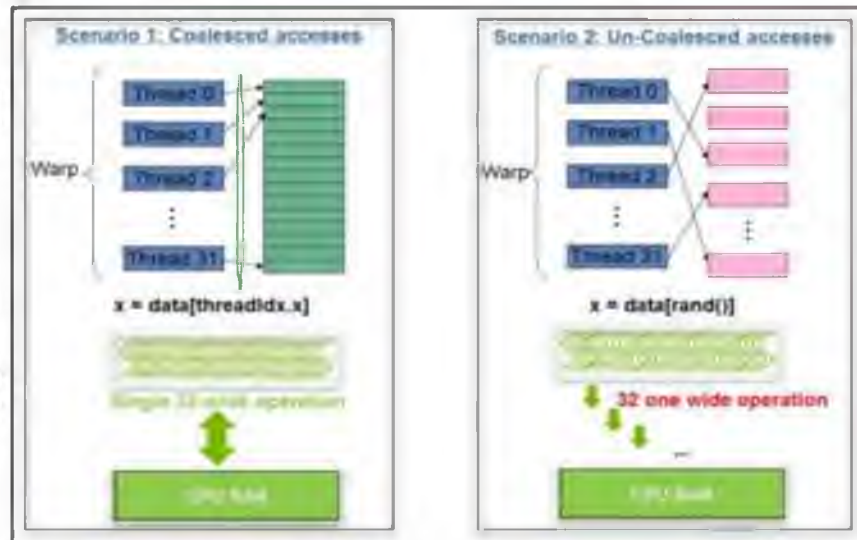 Scenario 1: Coalesced accesses
Thread 0
Thread 1
Thread 2
Thread 31
Warp
x = data[threadIdx.x]
Single 32 wide operation
Scenario 2: Un-Coalesced accesses
Thread 0
Thread 1
Thread 2
Thread 31
Warp
x = data[rand()]
32 one wide operation
...